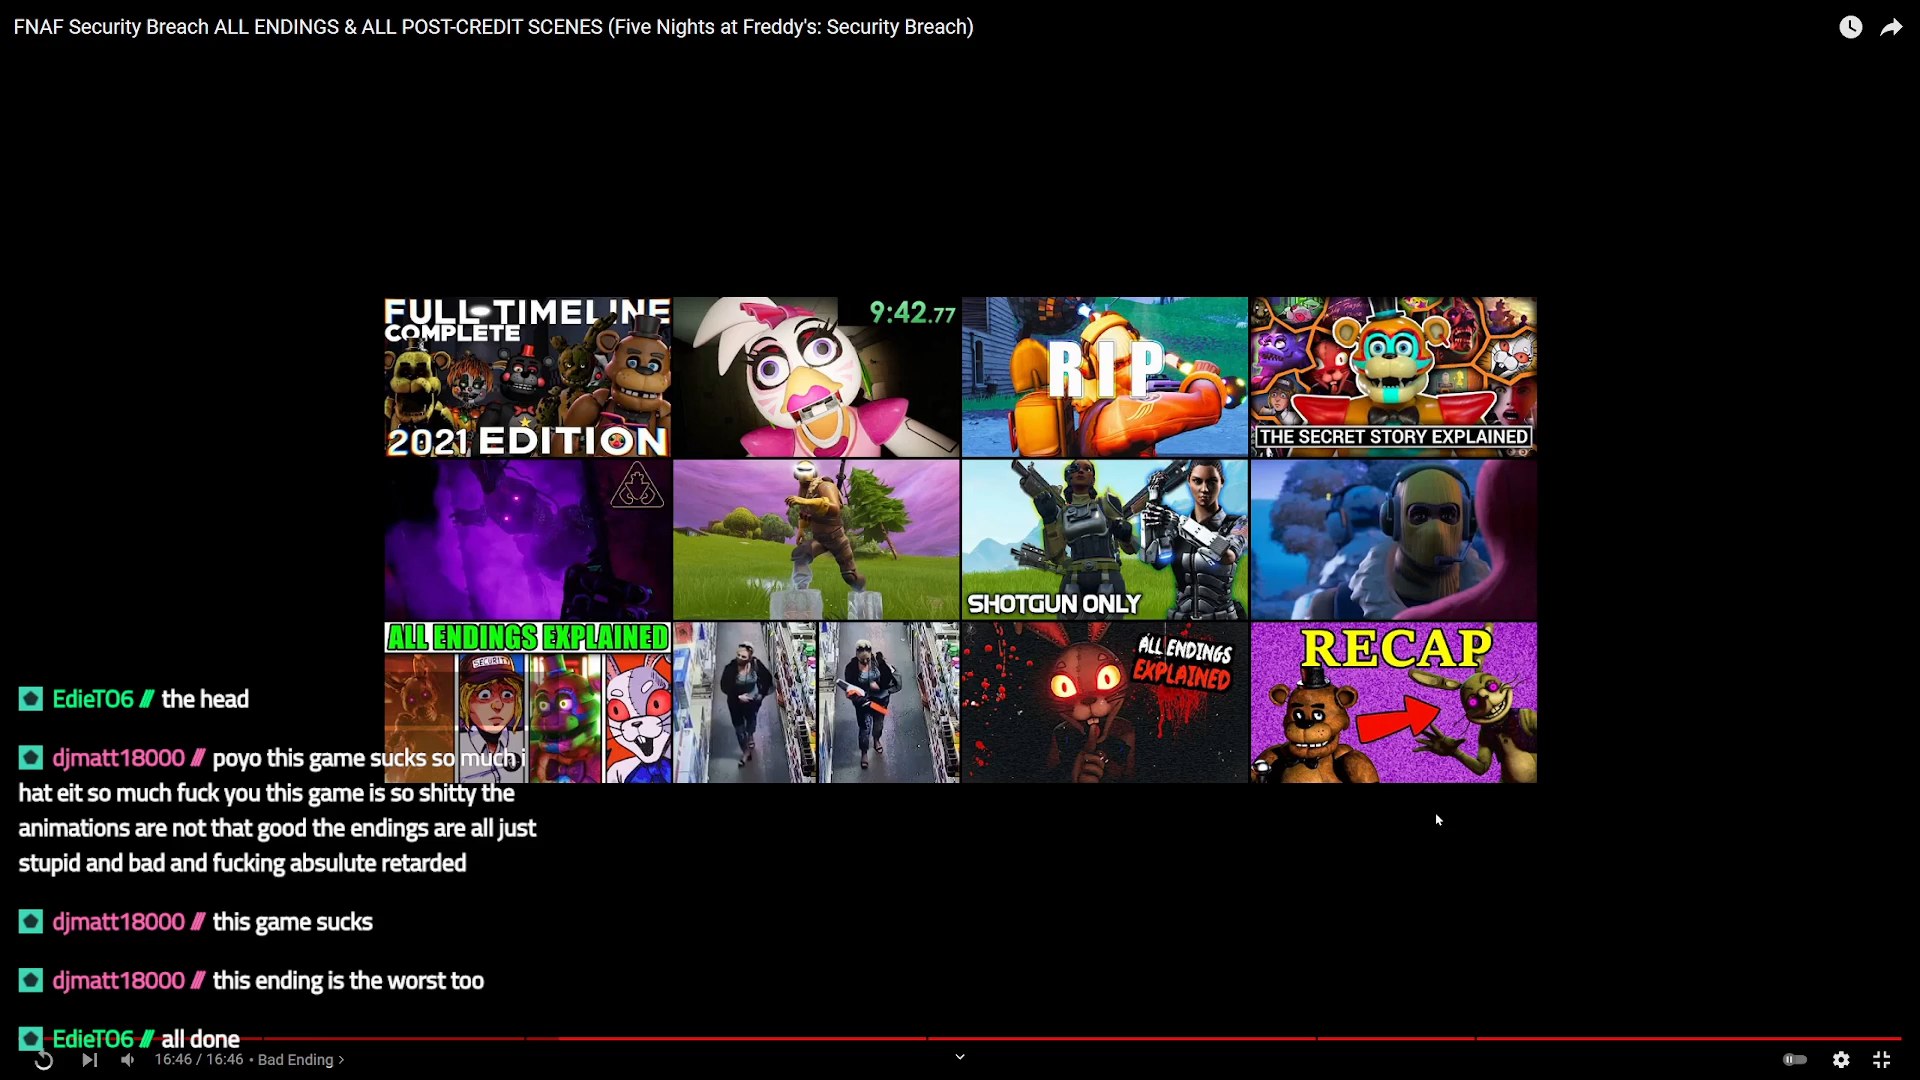 FNAF Security Breach ALL ENDINGS & ALL POST-CREDIT SCENES (Five Nights at Freddy's: Security Breach)
FULL TIMELINE
COMPLETE
2021 EDITION
9:42.77
RIP
THE SECRET STORY EXPLAINED
SHOTGUN ONLY
ALL ENDINGS EXPLAINED
SECURITY
ALL ENDINGS
EXPLAINED
RECAP
EdieTO6 // the head
djmatt18000 // poyo this game sucks so much i
hat eit so much fuck you this game is so shitty the
animations are not that good the endings are all just
stupid and bad and fucking absulute retarded
djmatt18000 // this game sucks
djmatt18000 // this ending is the worst too
EdieTO6 // all done
16:46 / 16:46 • Bad Ending >